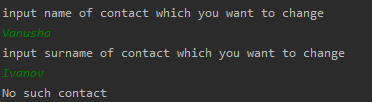 input name of contact which you want to change
Vanusha
input surname of contact which you want to change
Ivanov
No such contact